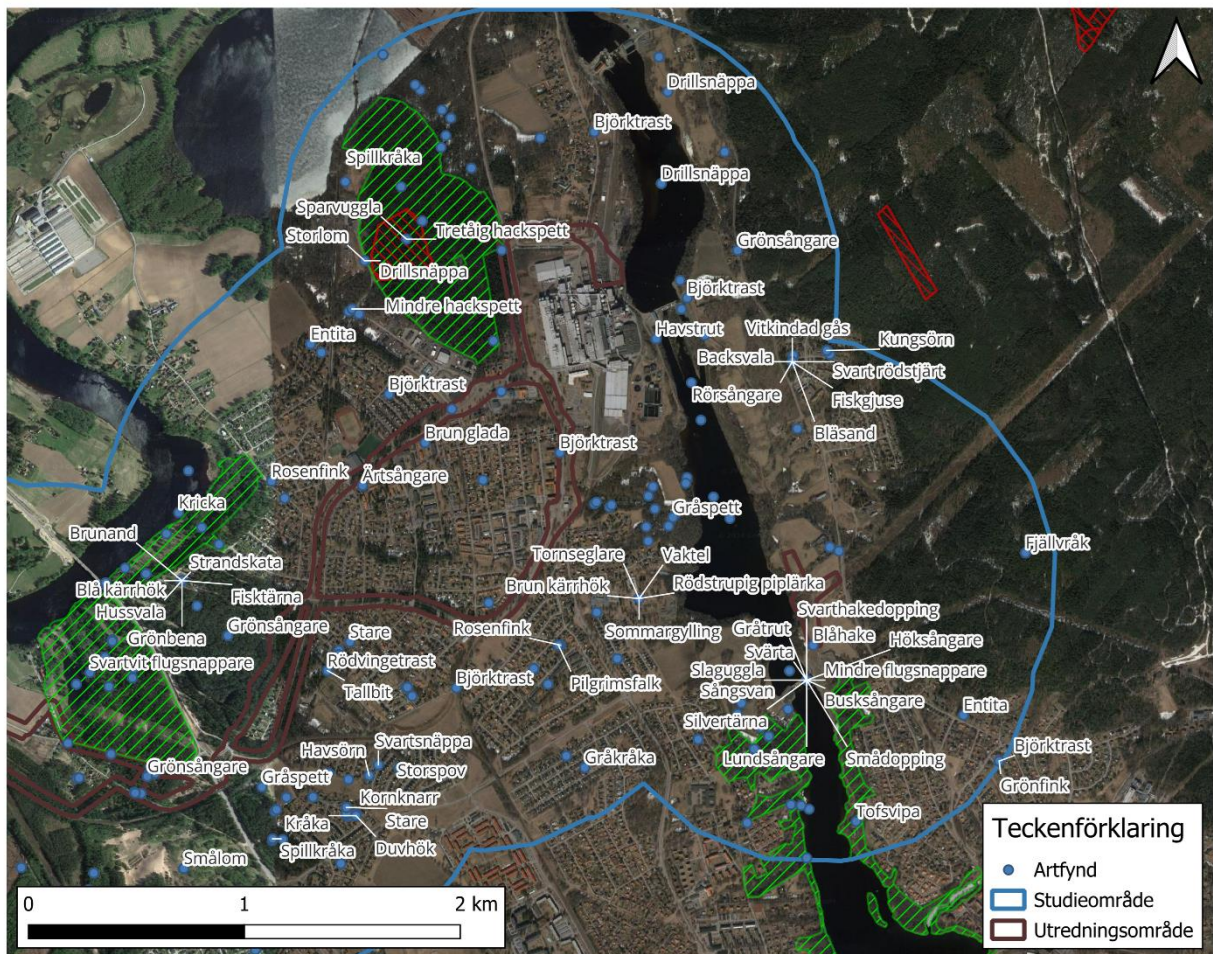 Drillsnäppa
Björktrast
Spillkråka
Drillsnäppa
Sparvuggla
Tretåig hackspett
Storlom
Grönsångare
Drillsnäppa
Björktrast
Mindre hackspett
Entita
Havstrut
Vitkindad gås
Kungsörn
Backsvala
Svart rödstjärt
Björktrast
Rörsångare
Fiskgjuse
Bläsand
Brun glada
Björktrast
Rosenfink
Ärtsångare
Kricka
Gråspett
Brunand
Strandskata
Tornseglare
Vaktel
Fjällvråk
Blå kärrhök
Brun kärrhök
Rödstrupig piplärka
Fisktärna
Hussvala
Svarthakedopping
Grönbena
Grönsångare
Stare
Rosenfink
Sommargylling
Gråtrut
Blåhake
Höksångare
Svärta
Svartvit flugsnappare
Rödvingetrast
Slaguggla
Mindre flugsnappare
Tallbit
Björktrast
Pilgrimsfalk
Sångsvan
Busksångare
Silvertärna
Entita
Havsörn
Svartsnäppa
Grönsångare
Gråspett
Storspov
Gråkråka
Lundsångare
Smådopping
Björktrast
Grönfink
Kornknarr
Kråka
Stare
Tofsvipa
Spillkråka
Duvhök
Smålom
Teckenförklaring
Artfynd
Studieområde
Utredningsområde
0 1 2 km